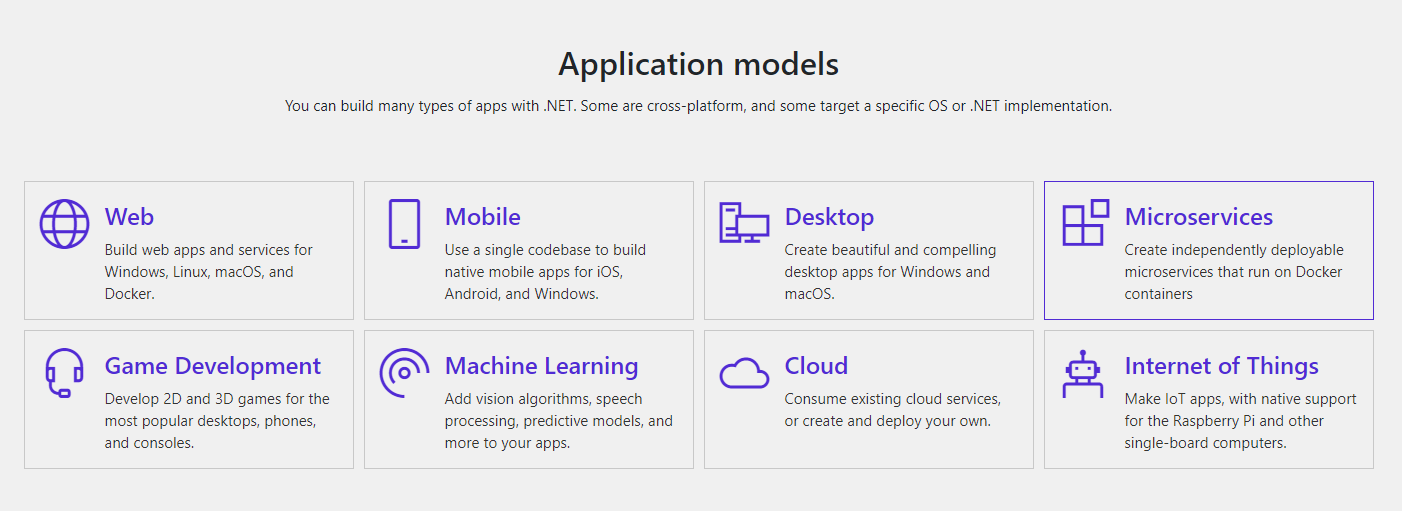 Application models
You can build many types of apps with .NET. Some are cross-platform, and some target a specific OS or .NET implementation.
Web
Build web apps and services for
Windows, Linux, macOS, and
Docker.
Mobile
Use a single codebase to build
native mobile apps for iOS,
Android, and Windows.
Desktop
Create beautiful and compelling
desktop apps for Windows and
macOS.
Microservices
Create independently deployable
microservices that run on Docker
containers
Game Development
Develop 2D and 3D games for the
most popular desktops, phones,
and consoles.
Machine Learning
Add vision algorithms, speech
processing, predictive models, and
more to your apps.
Cloud
Consume existing cloud services,
or create and deploy your own.
Internet of Things
Make IoT apps, with native support
for the Raspberry Pi and other
single-board computers.